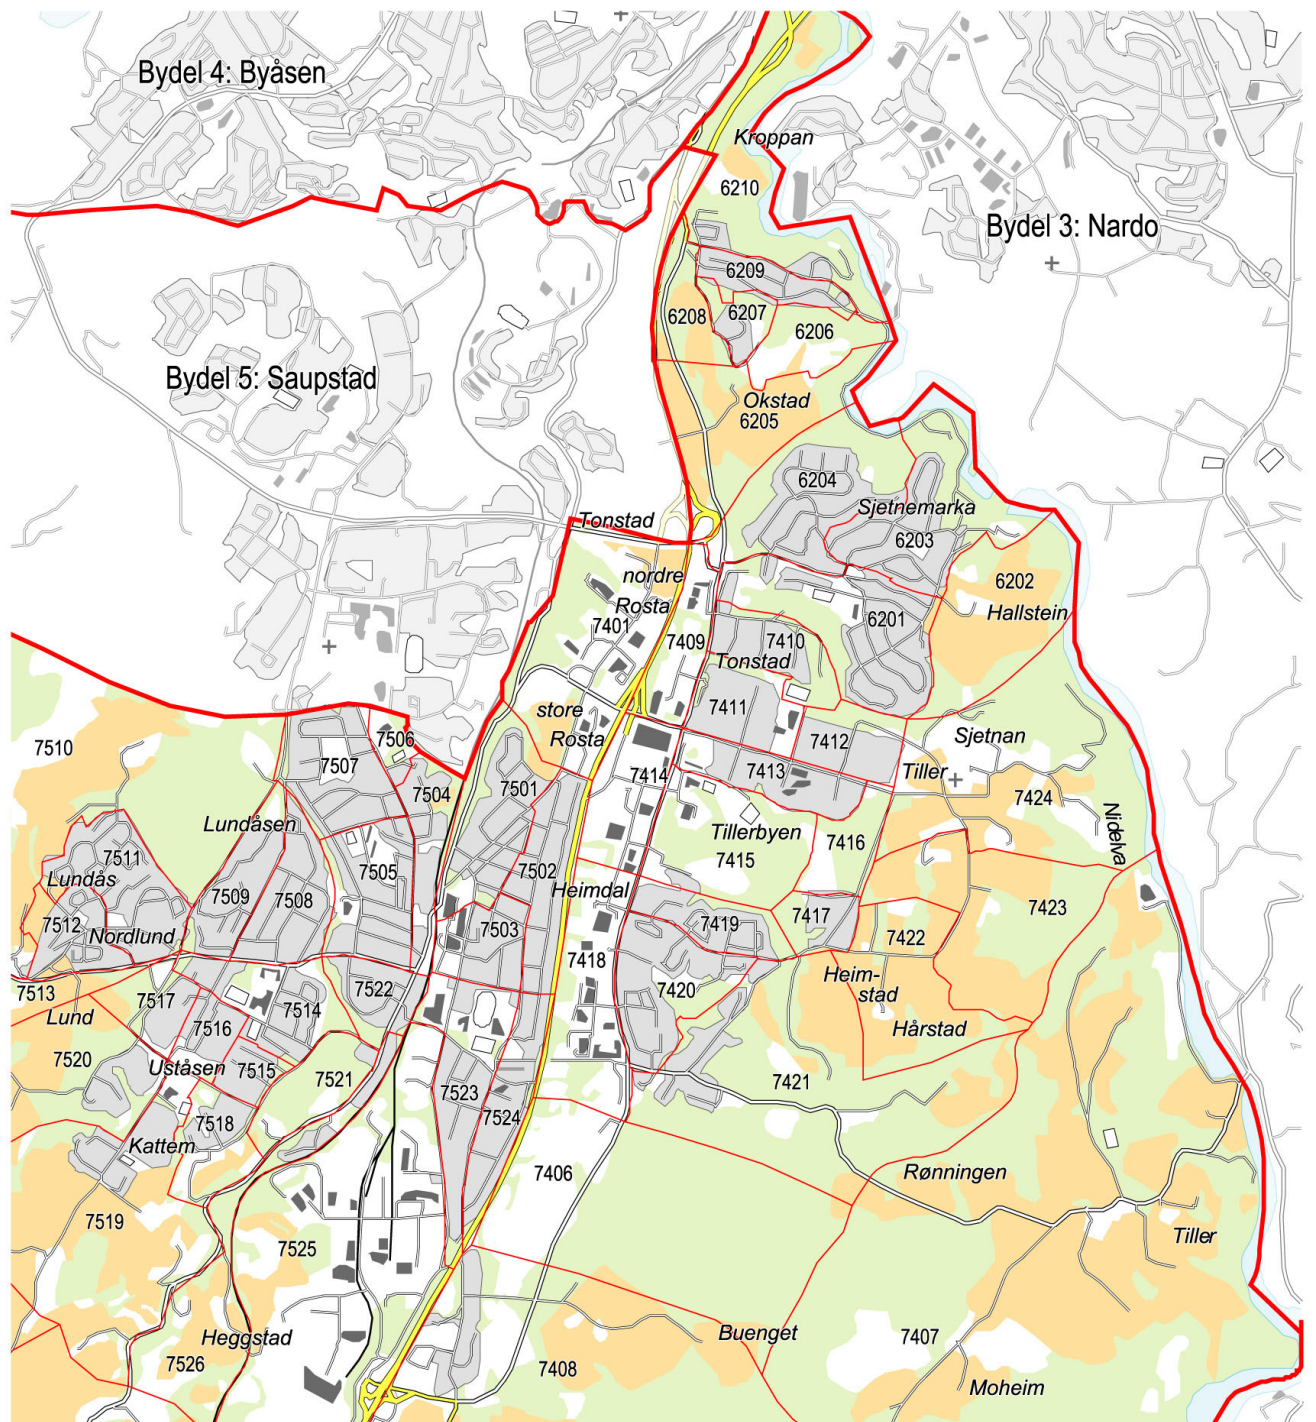 Bydel 4: Byåsen
Kroppan
6210
Bydel 3: Nardo
6209
6208
6207
6206
Bydel 5: Saupstad
Okstad
6205
6204
Sjetnemarka
6203
Tonstad
nordre
Rosta
7401
6202
Hallstein
6201
7409
7410
Tonstad
store
Rosta
7411
7412
Sjetnan
7510
7506
7507
7504
7501
7414
7413
Tiller
7424
Nidelva
Lundåsen
Tillerbyen
7415
7416
7511
Lundås
7505
7502
Heimdal
7509
7508
7512
Nordlund
7503
7419
7417
7423
7422
7418
Heim-
stad
7420
7513
Lund
7517
7514
7522
7516
Hårstad
7520
Uståsen
7515
7521
7523
7421
7518
7524
Kattem
7406
Rønningen
7519
7525
Tiller
Heggstad
7526
Buenget
7407
7408
Moheim